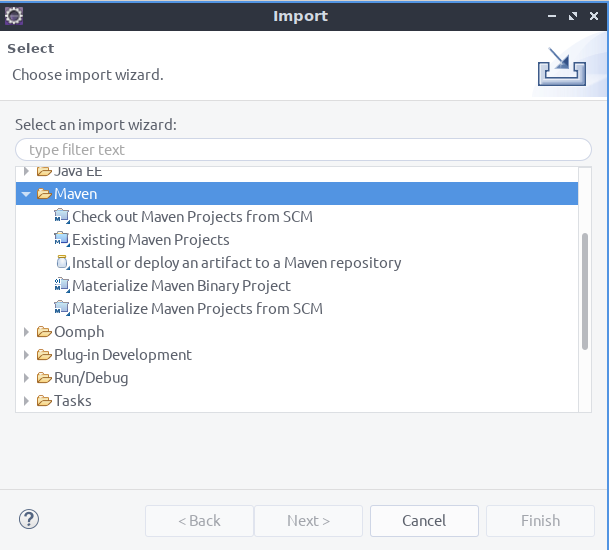 Import
Select
Choose import wizard.
Select an import wizard:
type filter text
Java EE
Maven
Check out Maven Projects from SCM
Existing Maven Projects
Install or deploy an artifact to a Maven repository
Materialize Maven Binary Project
Materialize Maven Projects from SCM
Oomph
Plug-in Development
Run/Debug
Tasks
? < Back Next > Cancel Finish